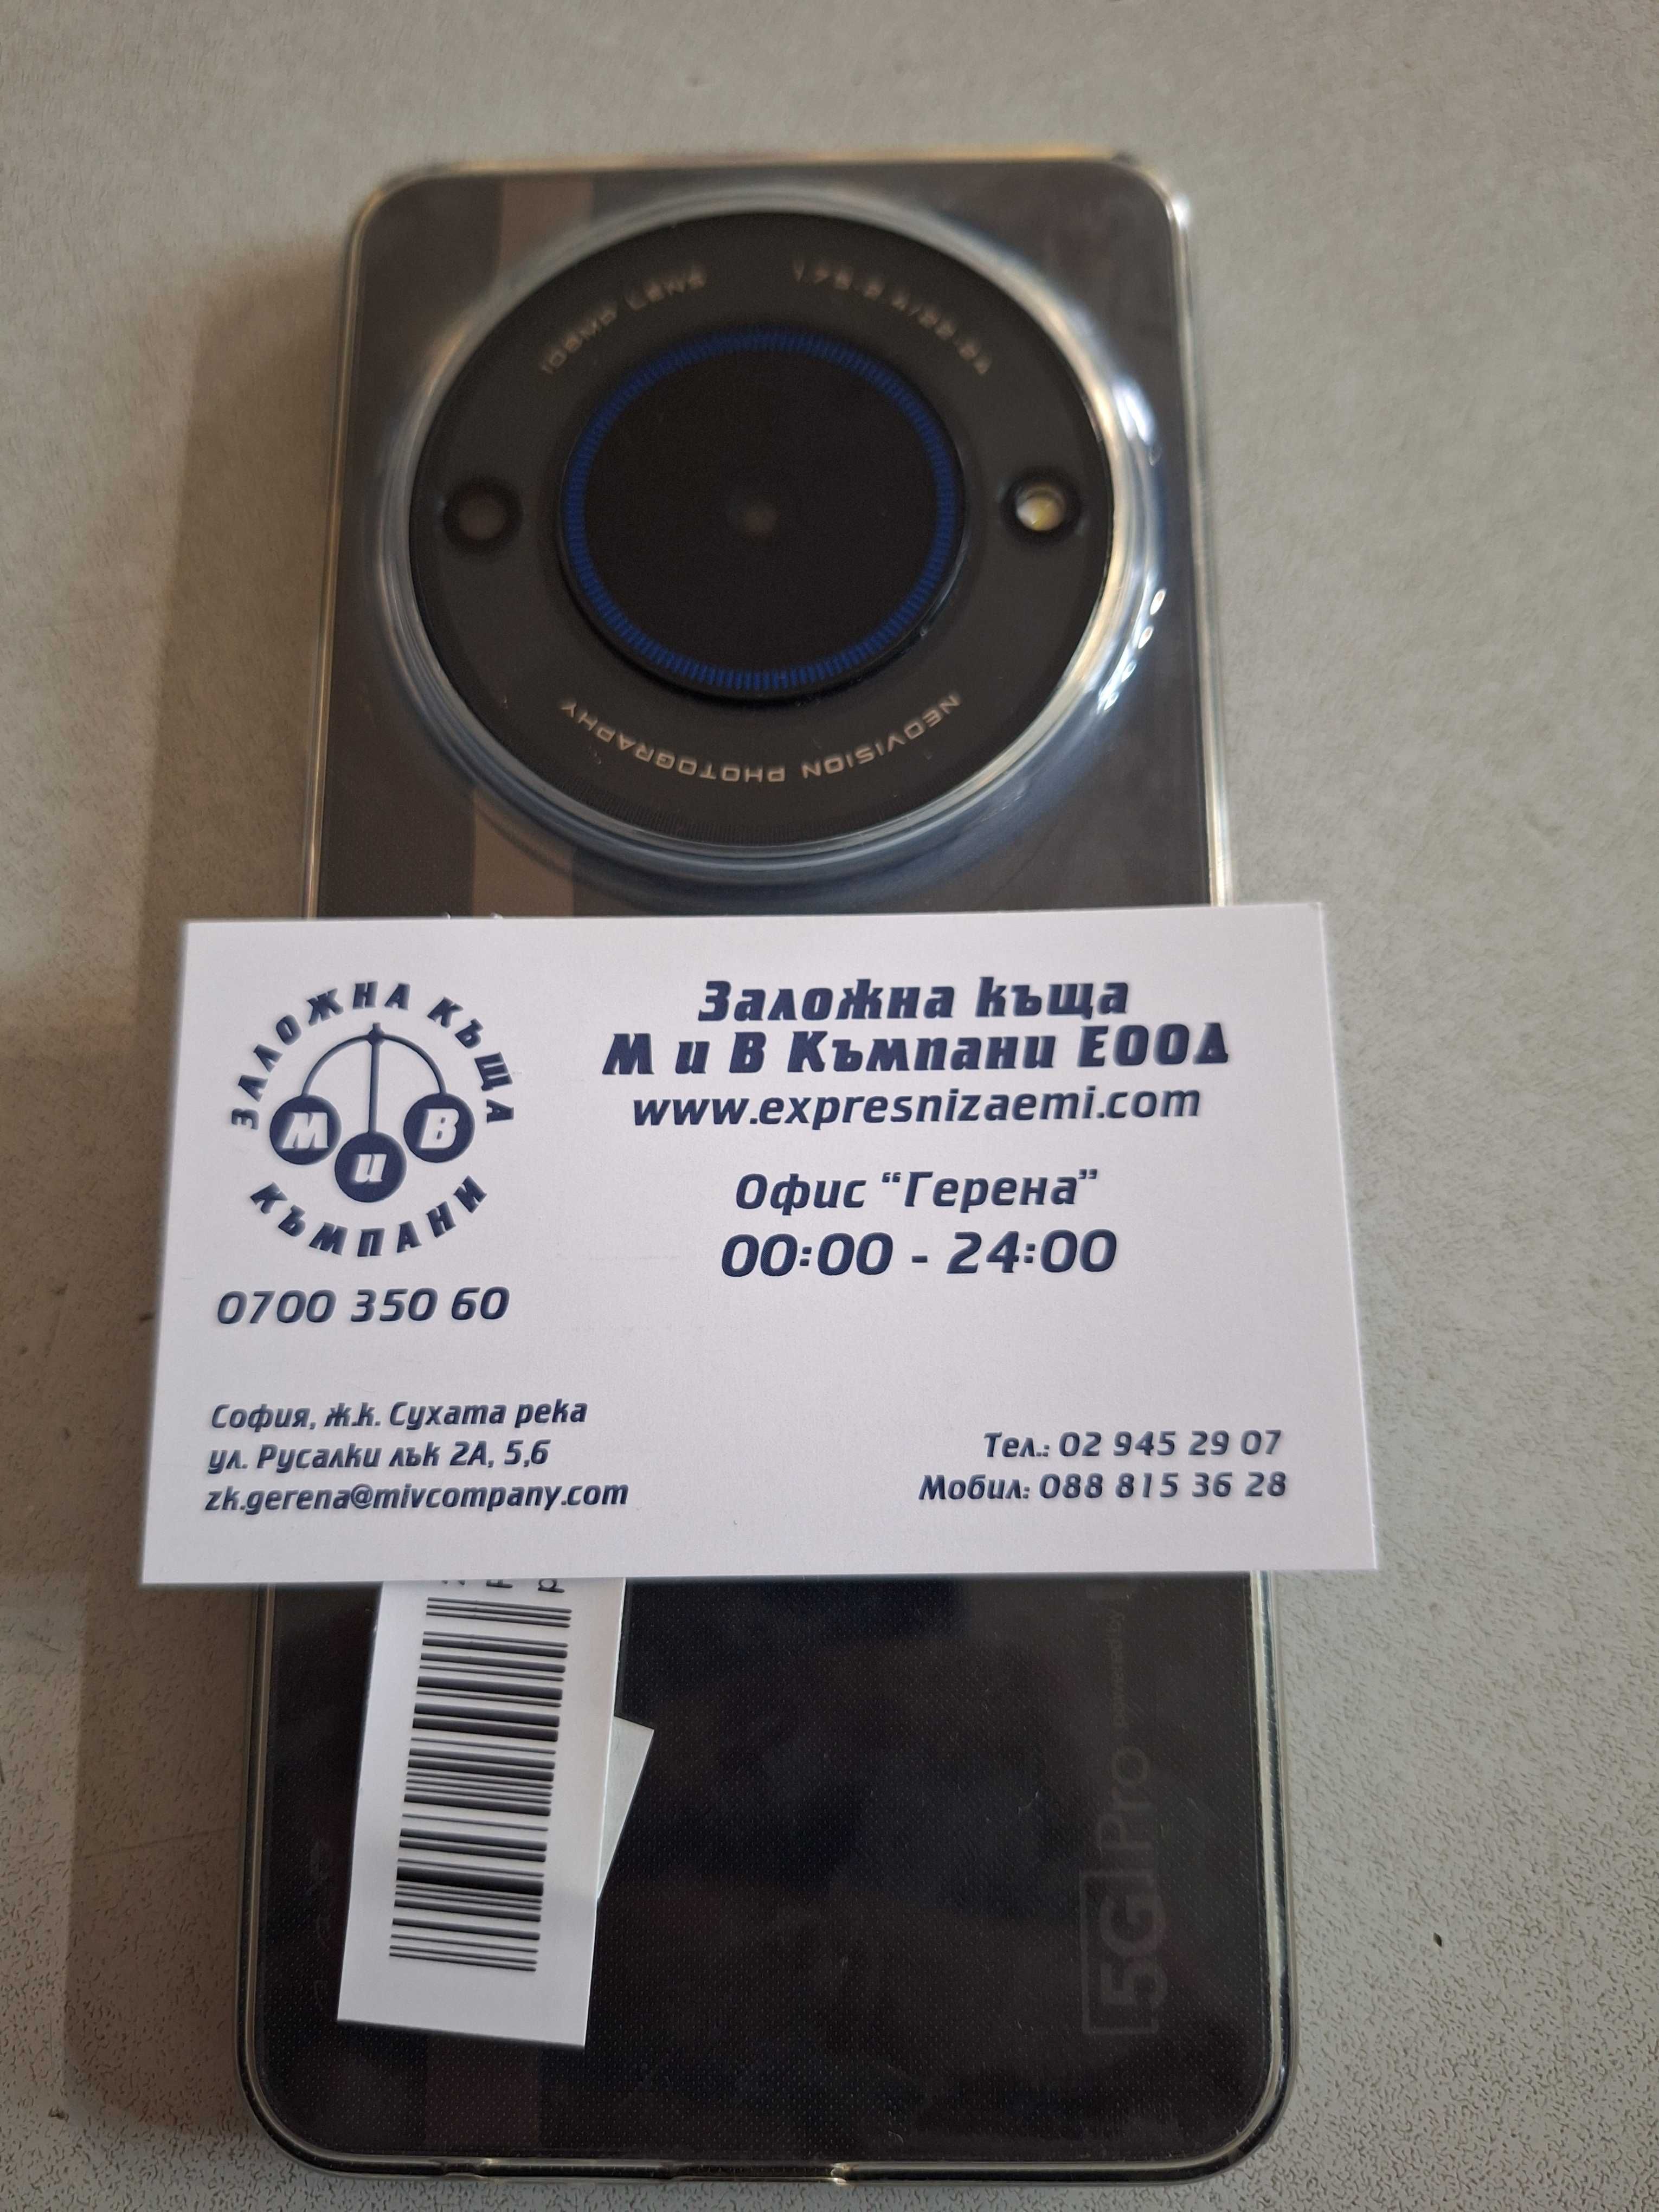 108MP LENS
NEOVISION PHOTOGRAPHY
ЗАЛОЖНА КЪЩА
М и В
КЪМПАНИ
0700 350 60
Заложна къща
М и В Къмпани ЕООД
www.expresnizaemi.com
Офис “Герена”
00:00 - 24:00
София, ж.к. Сухата река
ул. Русалки лък 2А, 5,6
zk.gerena@mivcompany.com
Тел.: 02 945 29 07
Мобил: 088 815 36 28
5G Pro powered by